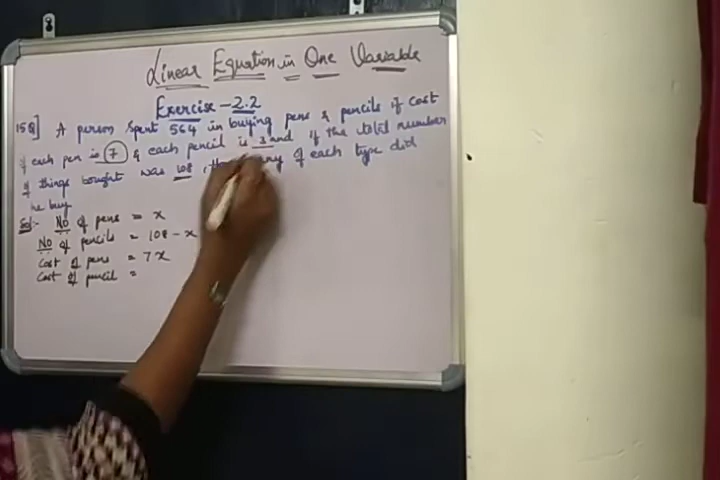 Linear Equation in One Variable
Exercise - 2.2
15Q] A person spent 564 in buying pens & pencils if cost
of each pen is 7 & each pencil is 3 and if the total number
of things bought was 108, many of each type did
he buy
Sol:- No of pens = x
No of pencils = 108 - x
Cost of pens = 7x
Cost of pencil =